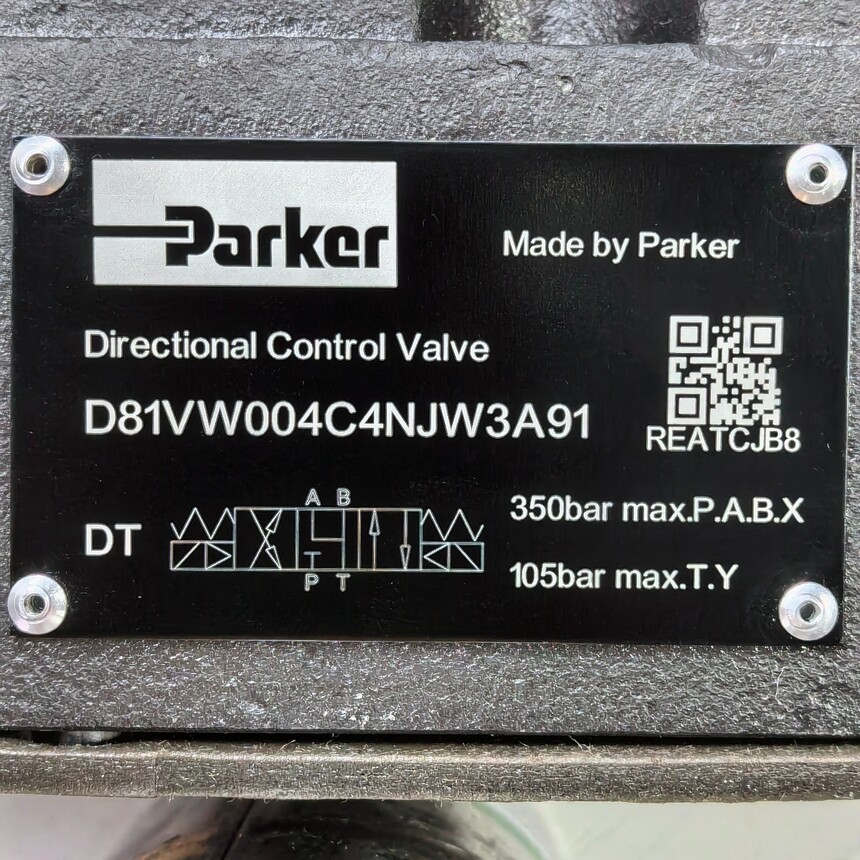 Parker
Made by Parker
Directional Control Valve
D81VW004C4NJW3A91
REATCJB8
DT
A B
P T
350bar max.P.A.B.X
105bar max.T.Y